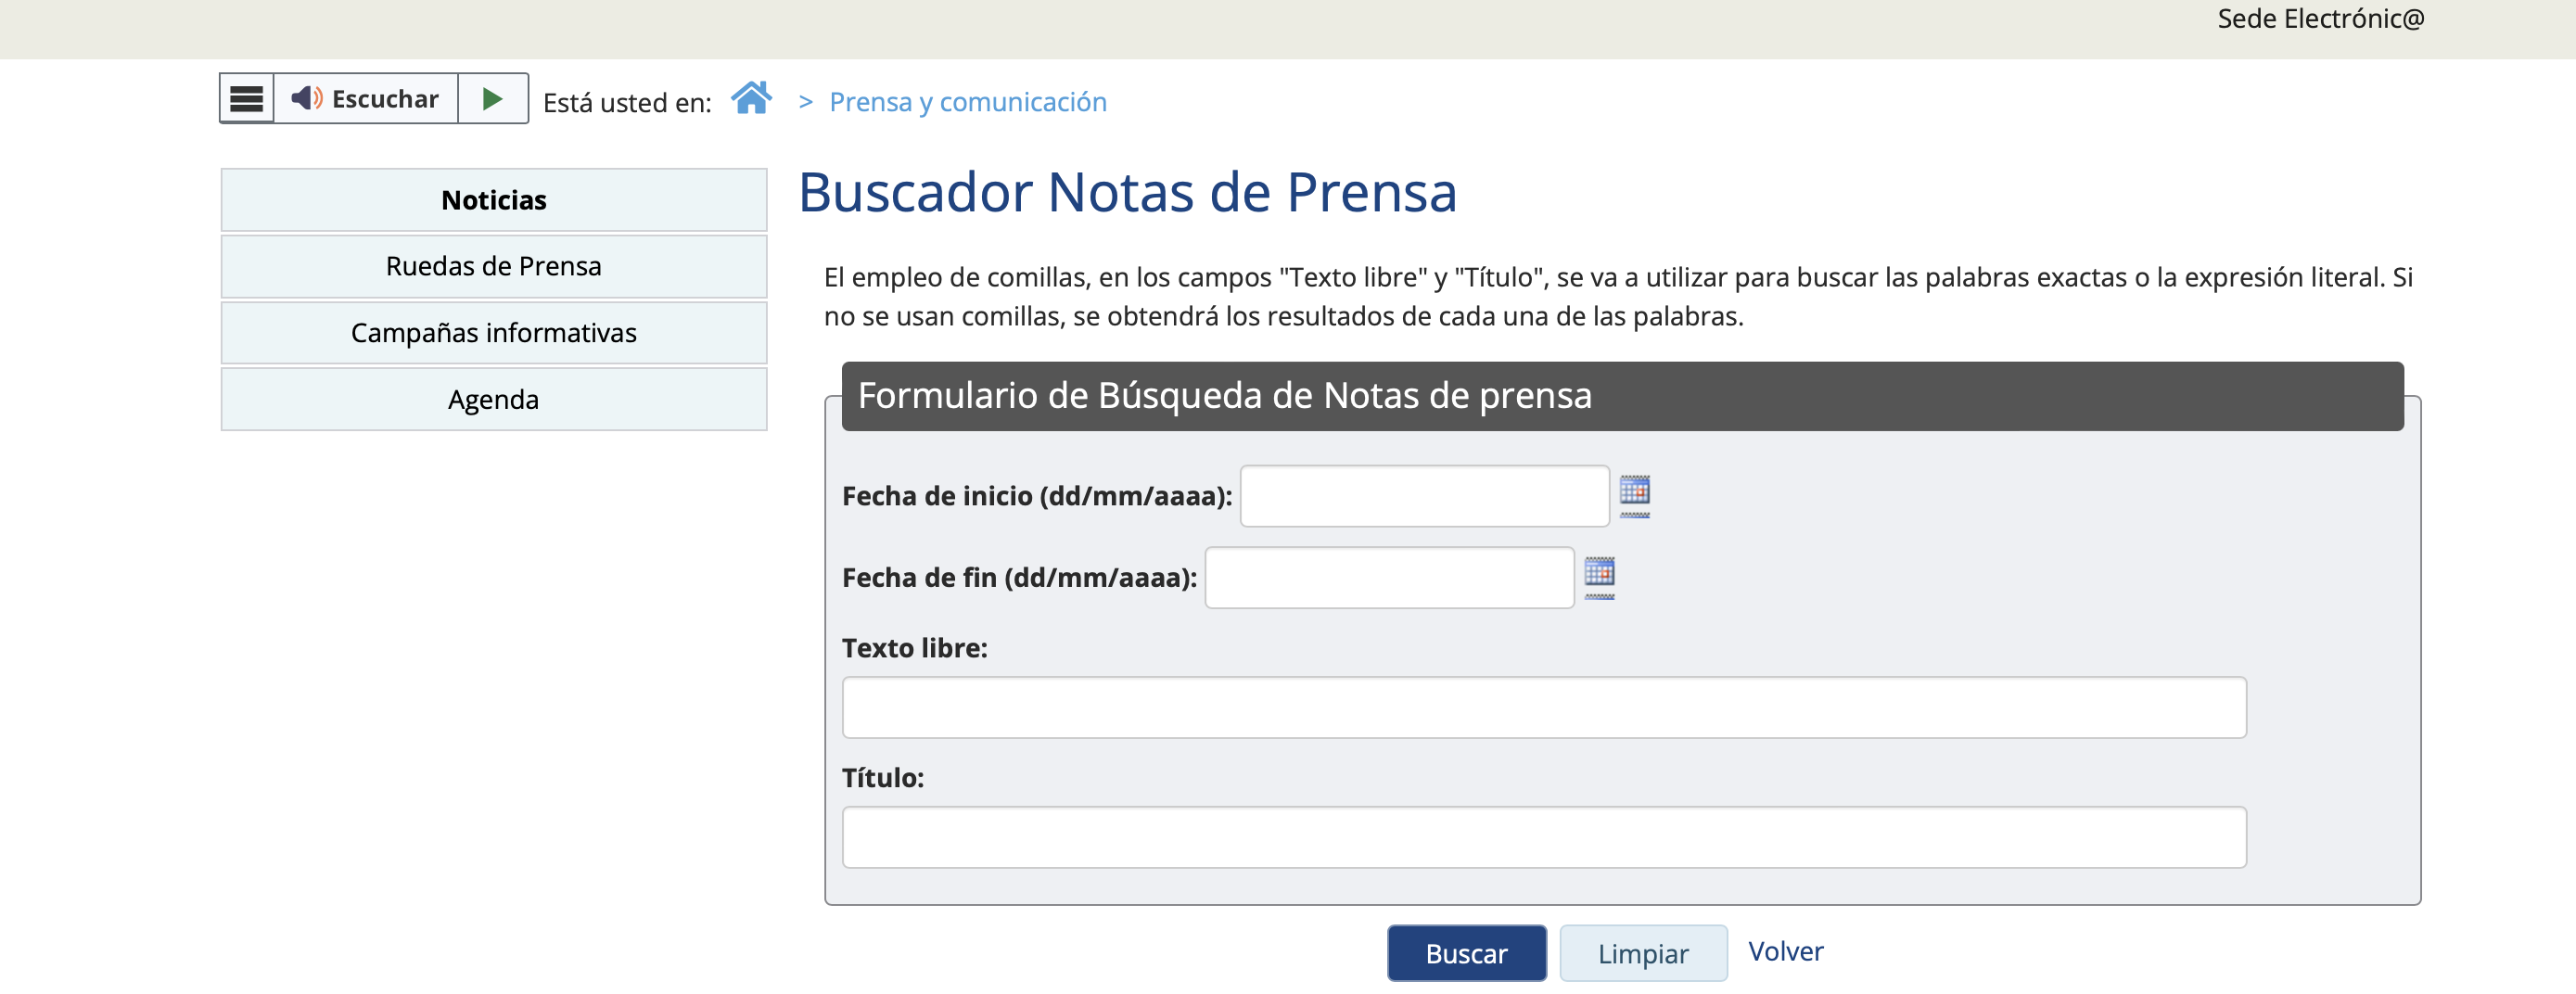 Sede Electrónic@
Escuchar
Está usted en: > Prensa y comunicación
Noticias
Ruedas de Prensa
Campañas informativas
Agenda
Buscador Notas de Prensa
El empleo de comillas, en los campos "Texto libre" y "Título", se va a utilizar para buscar las palabras exactas o la expresión literal. Si
no se usan comillas, se obtendrá los resultados de cada una de las palabras.
Formulario de Búsqueda de Notas de prensa
Fecha de inicio (dd/mm/aaaa):
Fecha de fin (dd/mm/aaaa):
Texto libre:
Título:
Buscar Limpiar Volver